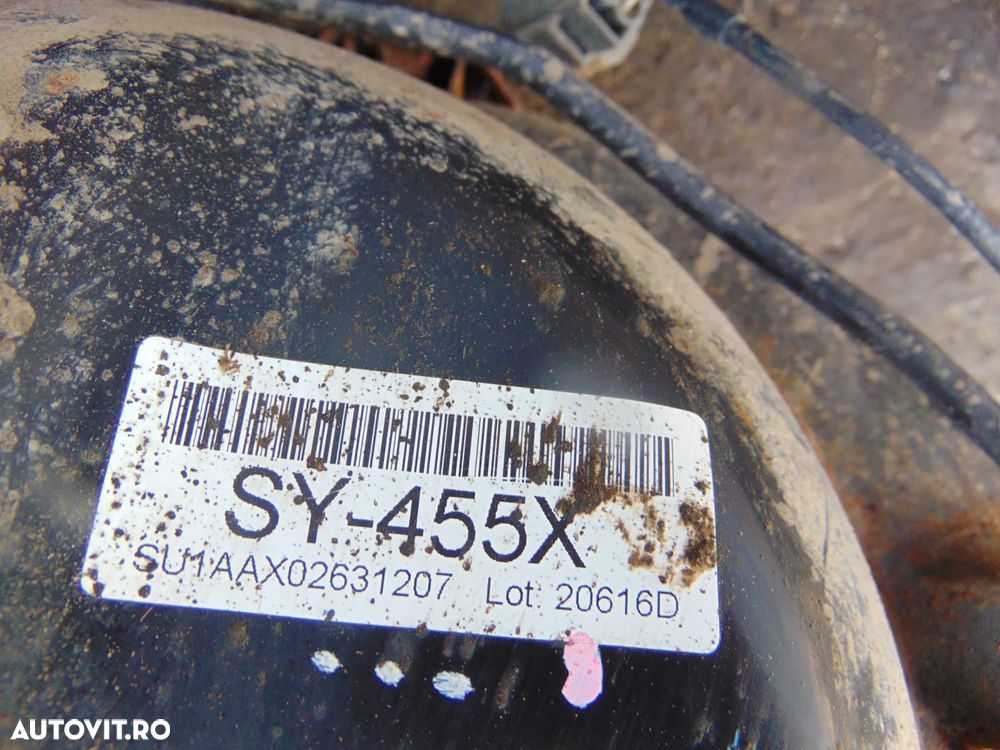 SY-455X
SU1AAX02631207 Lot: 20616D
AUTOVIT.RO